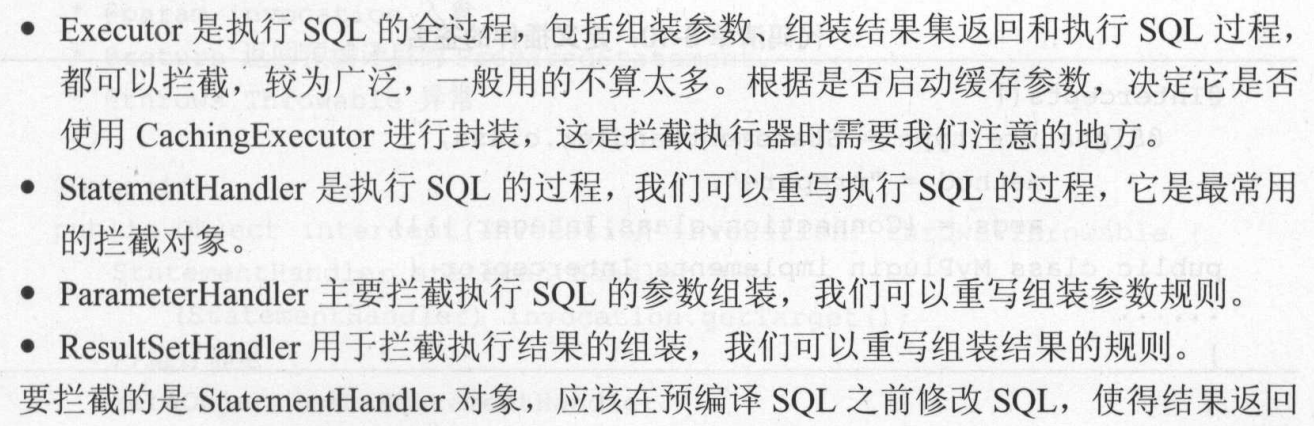 • Executor 是执行 SQL 的全过程，包括组装参数、组装结果集返回和执行 SQL 过程，
都可以拦截，较为广泛，一般用的不算太多。根据是否启动缓存参数，决定它是否
使用 CachingExecutor 进行封装，这是拦截执行器时需要我们注意的地方。
• StatementHandler 是执行 SQL 的过程，我们可以重写执行 SQL 的过程，它是最常用
的拦截对象。
• ParameterHandler 主要拦截执行 SQL 的参数组装，我们可以重写组装参数规则。
• ResultSetHandler 用于拦截执行结果的组装，我们可以重写组装结果的规则。
要拦截的是 StatementHandler 对象，应该在预编译 SQL 之前修改 SQL，使得结果返回